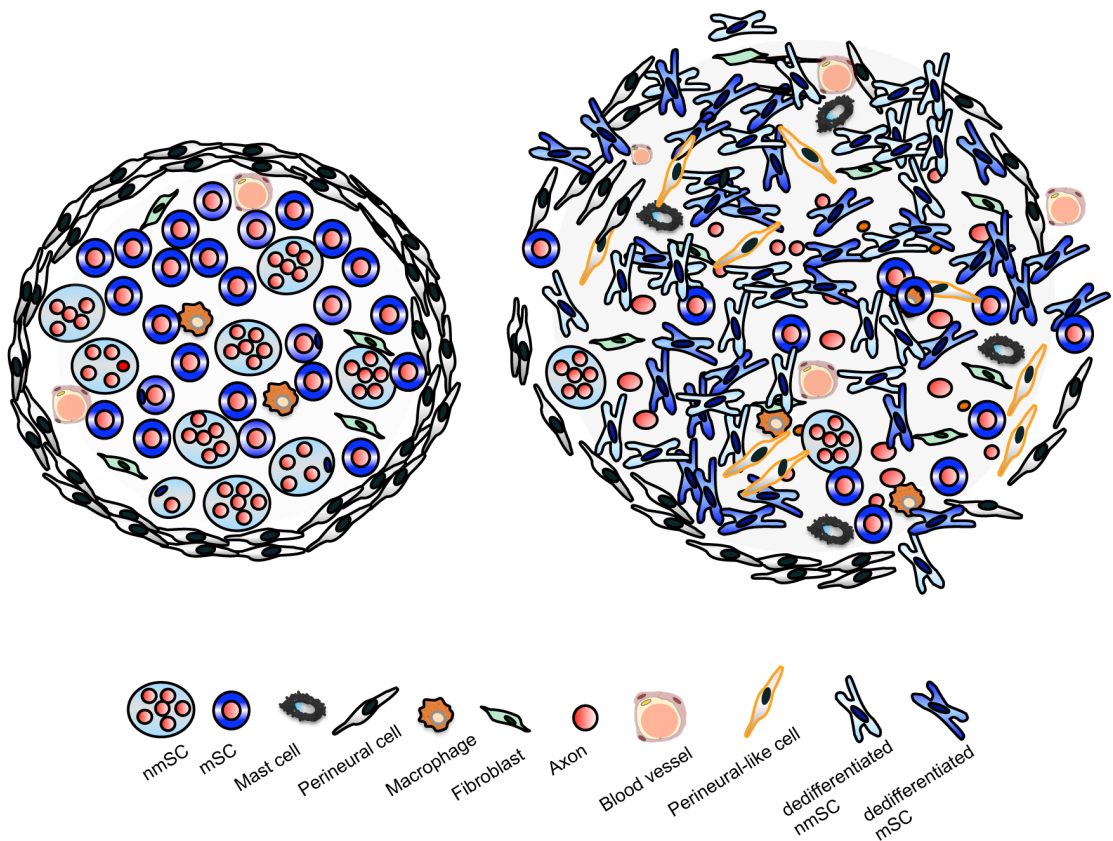 nmSC
mSC
Mast cell
Perineural cell
Macrophage
Fibroblast
Axon
Blood vessel
Perineural-like cell
dedifferentiated
nmSC
dedifferentiated
mSC